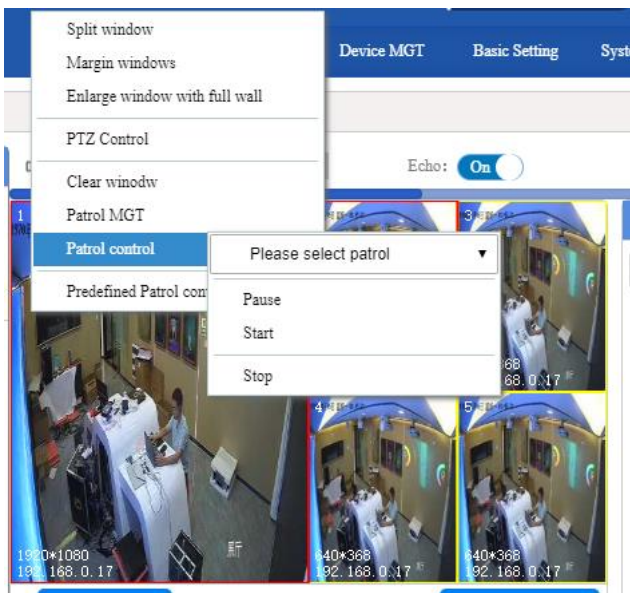 Split window
Margin windows
Enlarge window with full wall
PTZ Control
Clear winodw
Patrol MGT
Patrol control
Predefined Patrol con
Device MGT
Basic Setting
Syst
Echo:
On
Please select patrol
Pause
Start
Stop
1
3
4
5
68
68.0.17
1920*1080
192.168.0.17
640*368
192.168.0.17
640*368
192.168.0.17